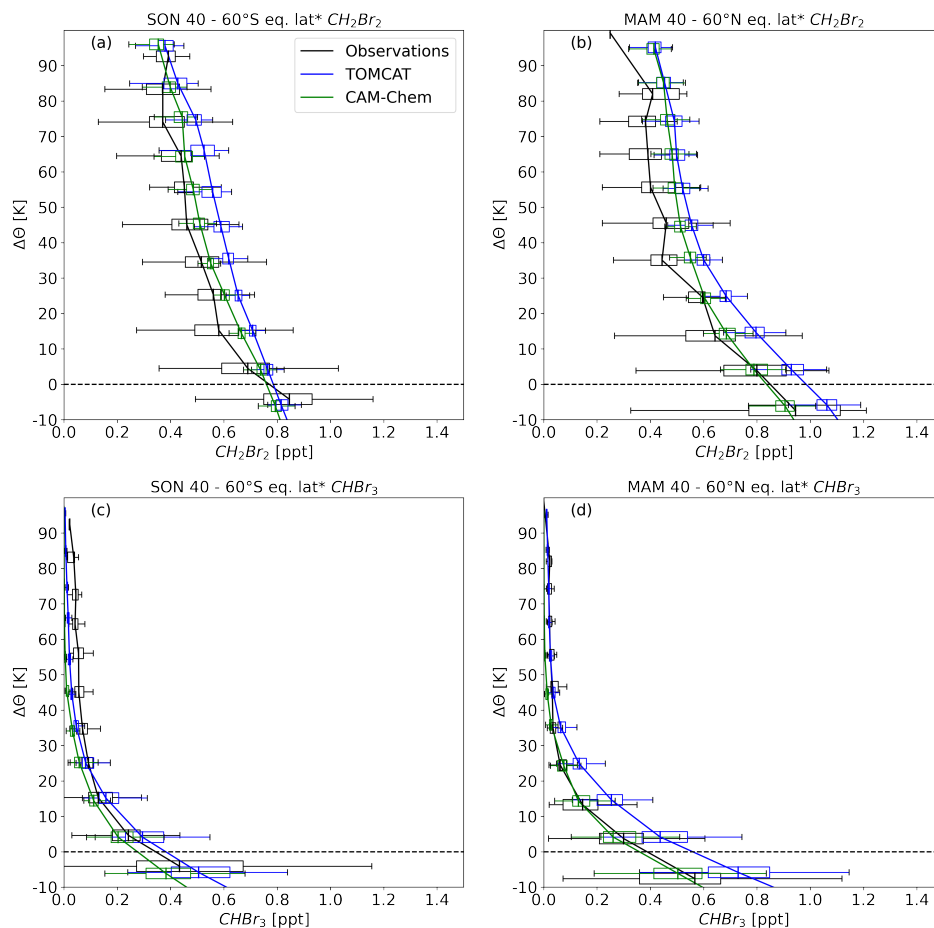 SON 40 - 60°S eq. lat* CH₂Br₂
(a)
Observations
TOMCAT
CAM-Chem
ΔΘ [K]
90
80
70
60
50
40
30
20
10
0
-10
0.0 0.2 0.4 0.6 0.8 1.0 1.2 1.4
CH₂Br₂ [ppt]
MAM 40 - 60°N eq. lat* CH₂Br₂
(b)
ΔΘ [K]
90
80
70
60
50
40
30
20
10
0
-10
0.0 0.2 0.4 0.6 0.8 1.0 1.2 1.4
CH₂Br₂ [ppt]
SON 40 - 60°S eq. lat* CHBr₃
(c)
ΔΘ [K]
90
80
70
60
50
40
30
20
10
0
-10
0.0 0.2 0.4 0.6 0.8 1.0 1.2 1.4
CHBr₃ [ppt]
MAM 40 - 60°N eq. lat* CHBr₃
(d)
ΔΘ [K]
90
80
70
60
50
40
30
20
10
0
-10
0.0 0.2 0.4 0.6 0.8 1.0 1.2 1.4
CHBr₃ [ppt]